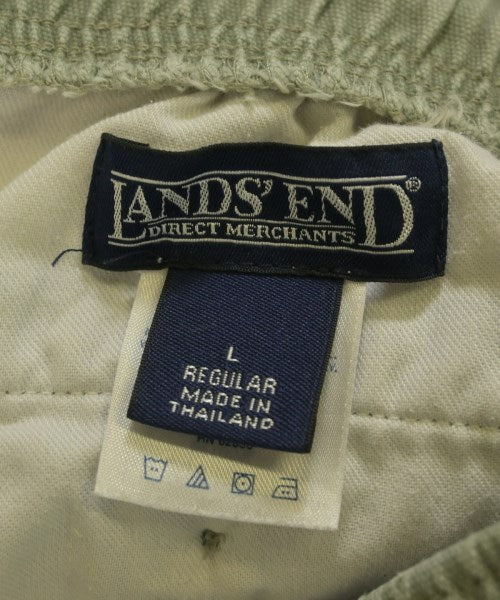 LANDS' END®
DIRECT MERCHANTS
L
REGULAR
MADE IN
THAILAND